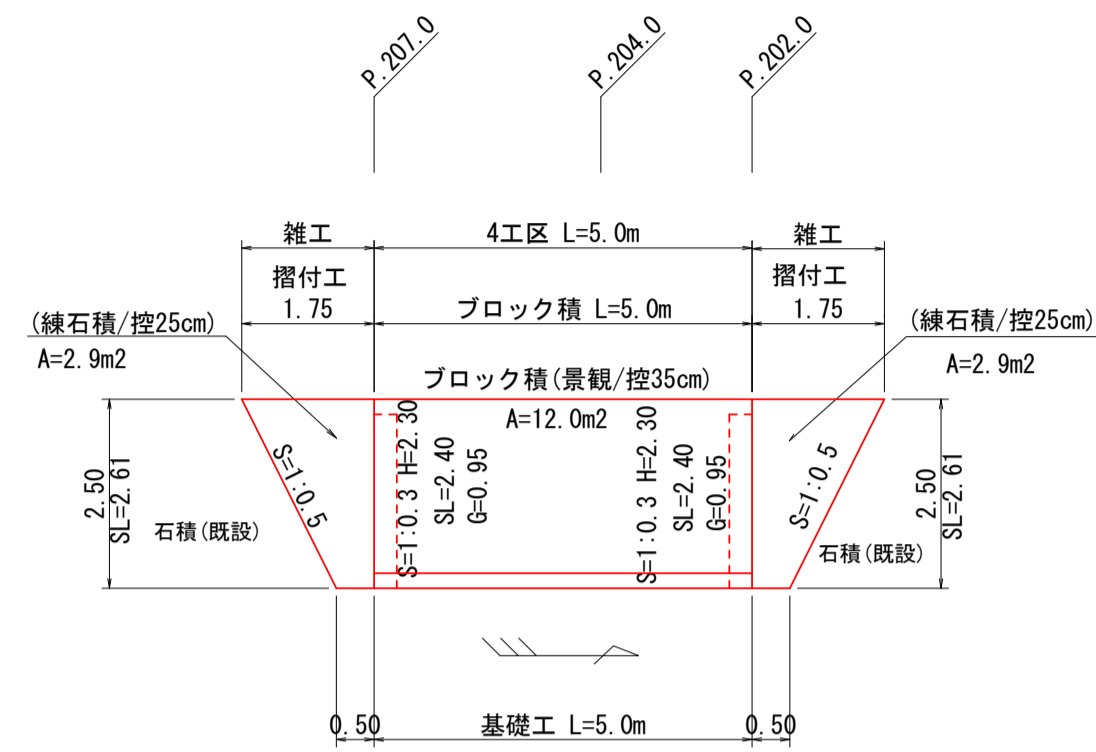 P.207.0
P.204.0
P.202.0
雑工
4工区 L=5.0m
雑工
摺付工
1.75
ブロック積 L=5.0m
摺付工
1.75
(練石積/控25cm)
A=2.9m2
(練石積/控25cm)
A=2.9m2
ブロック積(景観/控35cm)
A=12.0m2
2.50
SL=2.61
S=1:0.5
石積(既設)
S=1:0.3 H=2.30
SL=2.40
G=0.95
S=1:0.3 H=2.30
SL=2.40
G=0.95
S=1:0.5
石積(既設)
2.50
SL=2.61
0.50
基礎工 L=5.0m
0.50